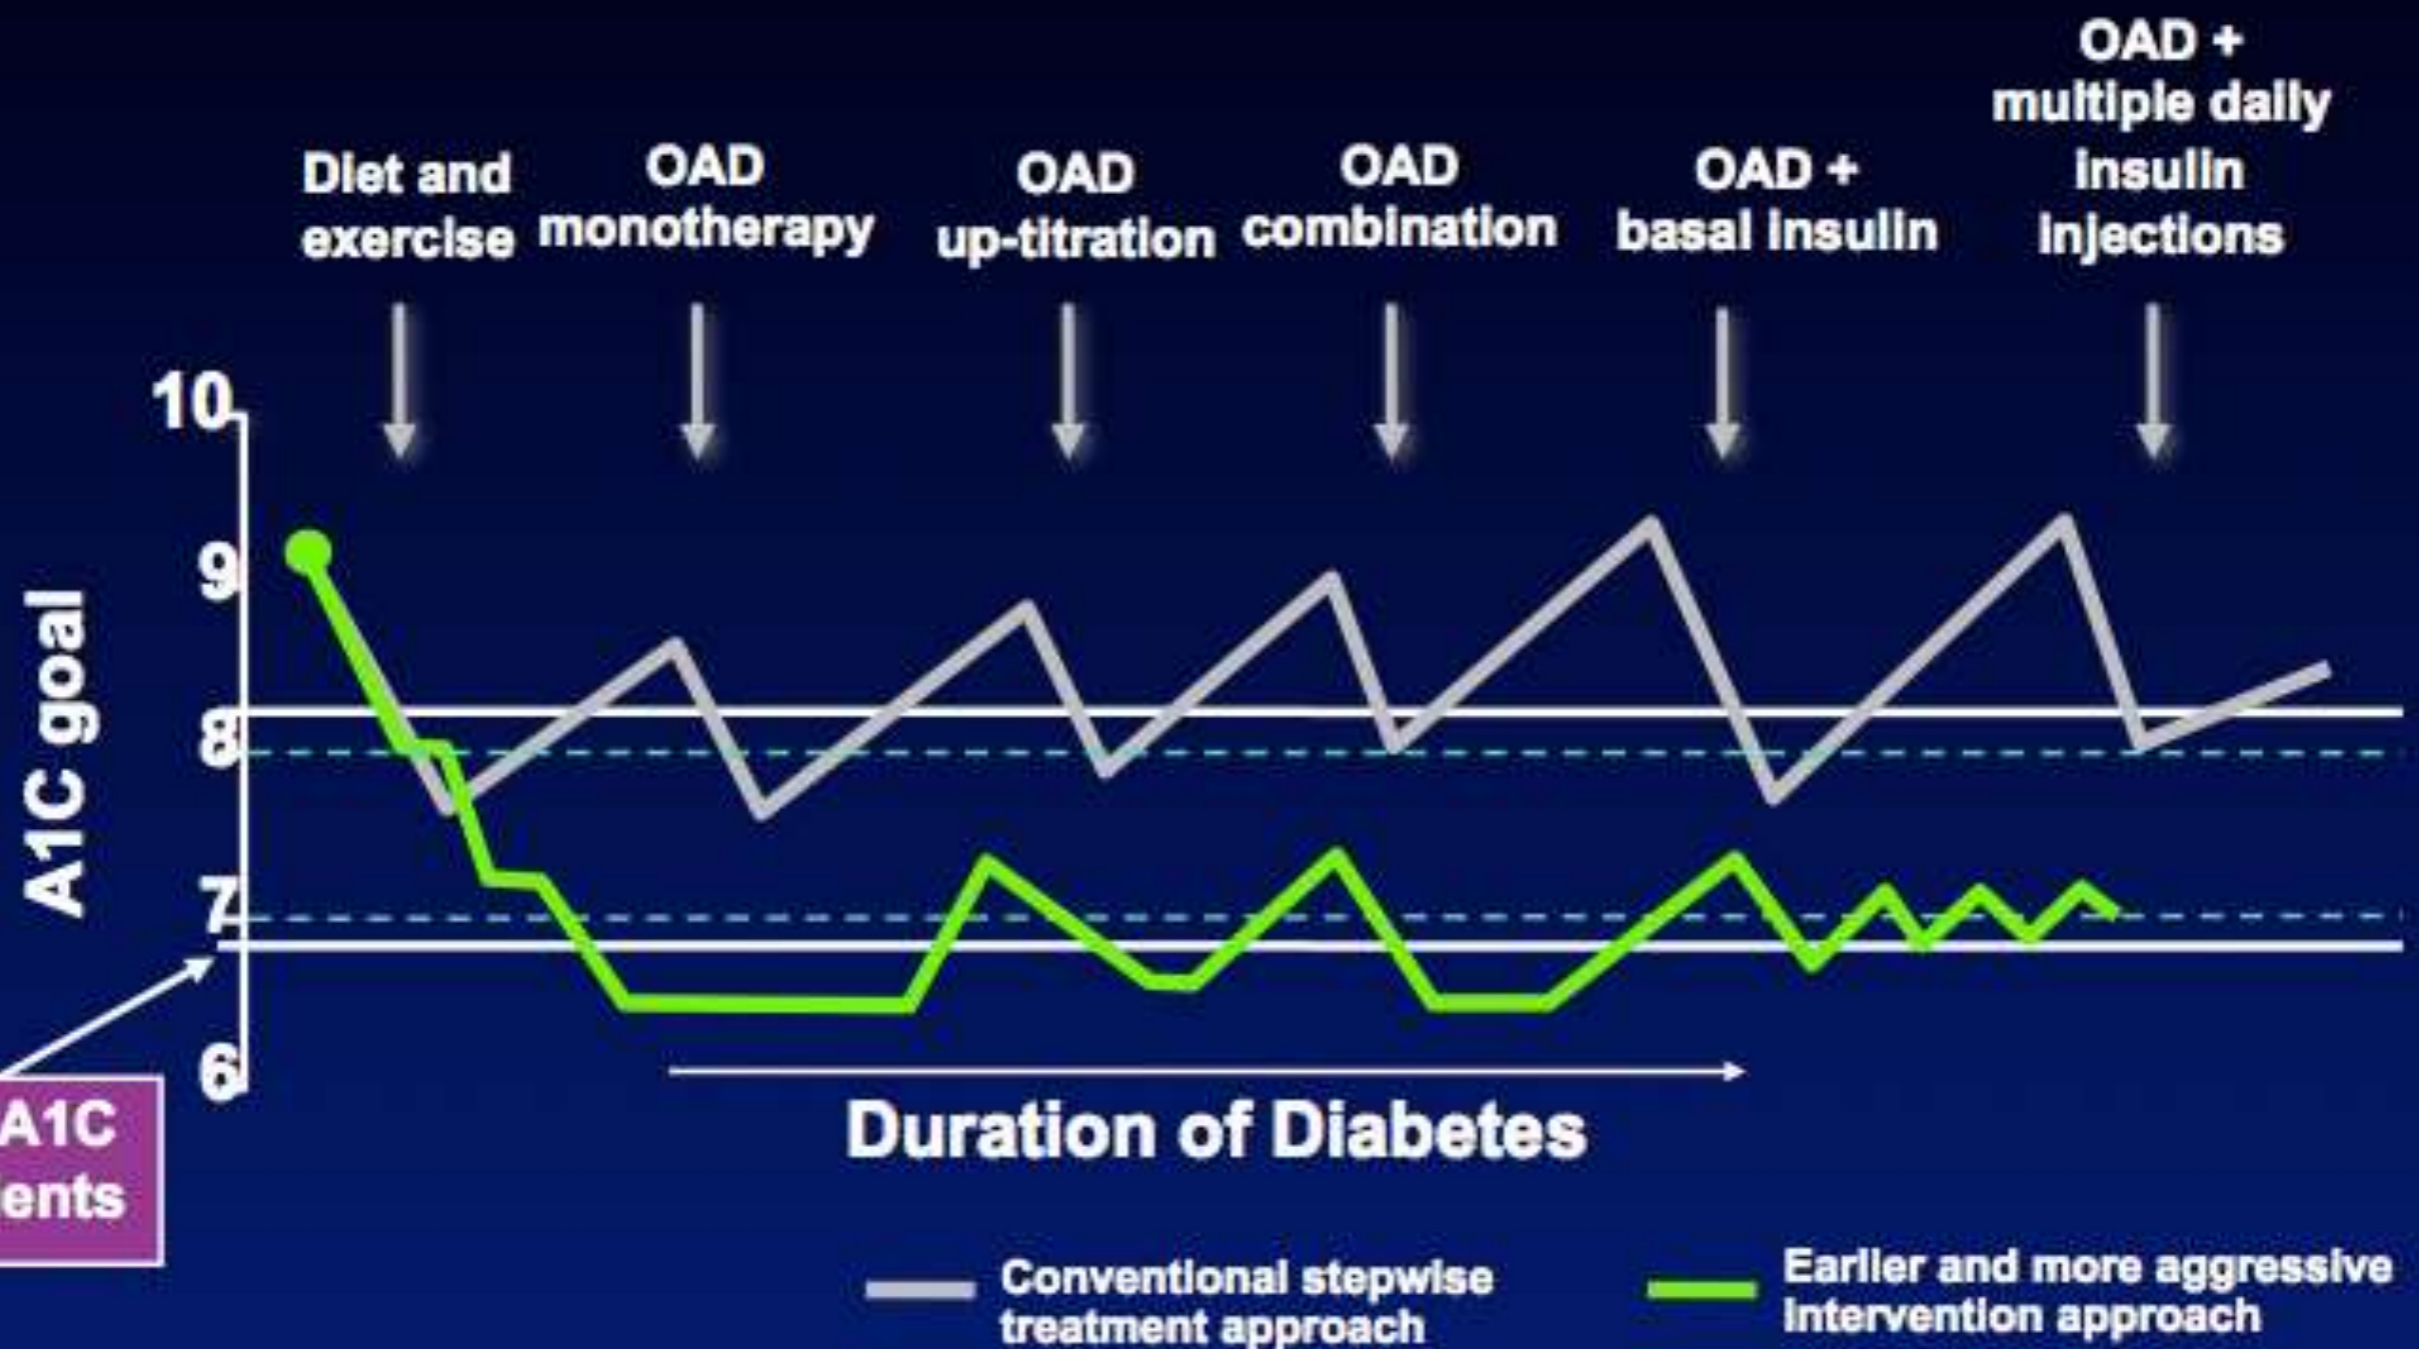 Diet and
exercise
OAD
monotherapy
OAD
up-titration
OAD
combination
OAD +
basal insulin
OAD +
multiple daily
insulin
injections
A1C goal
10
9
8
7
6
A1C
ents
Duration of Diabetes
Conventional stepwise
treatment approach
Earlier and more aggressive
intervention approach